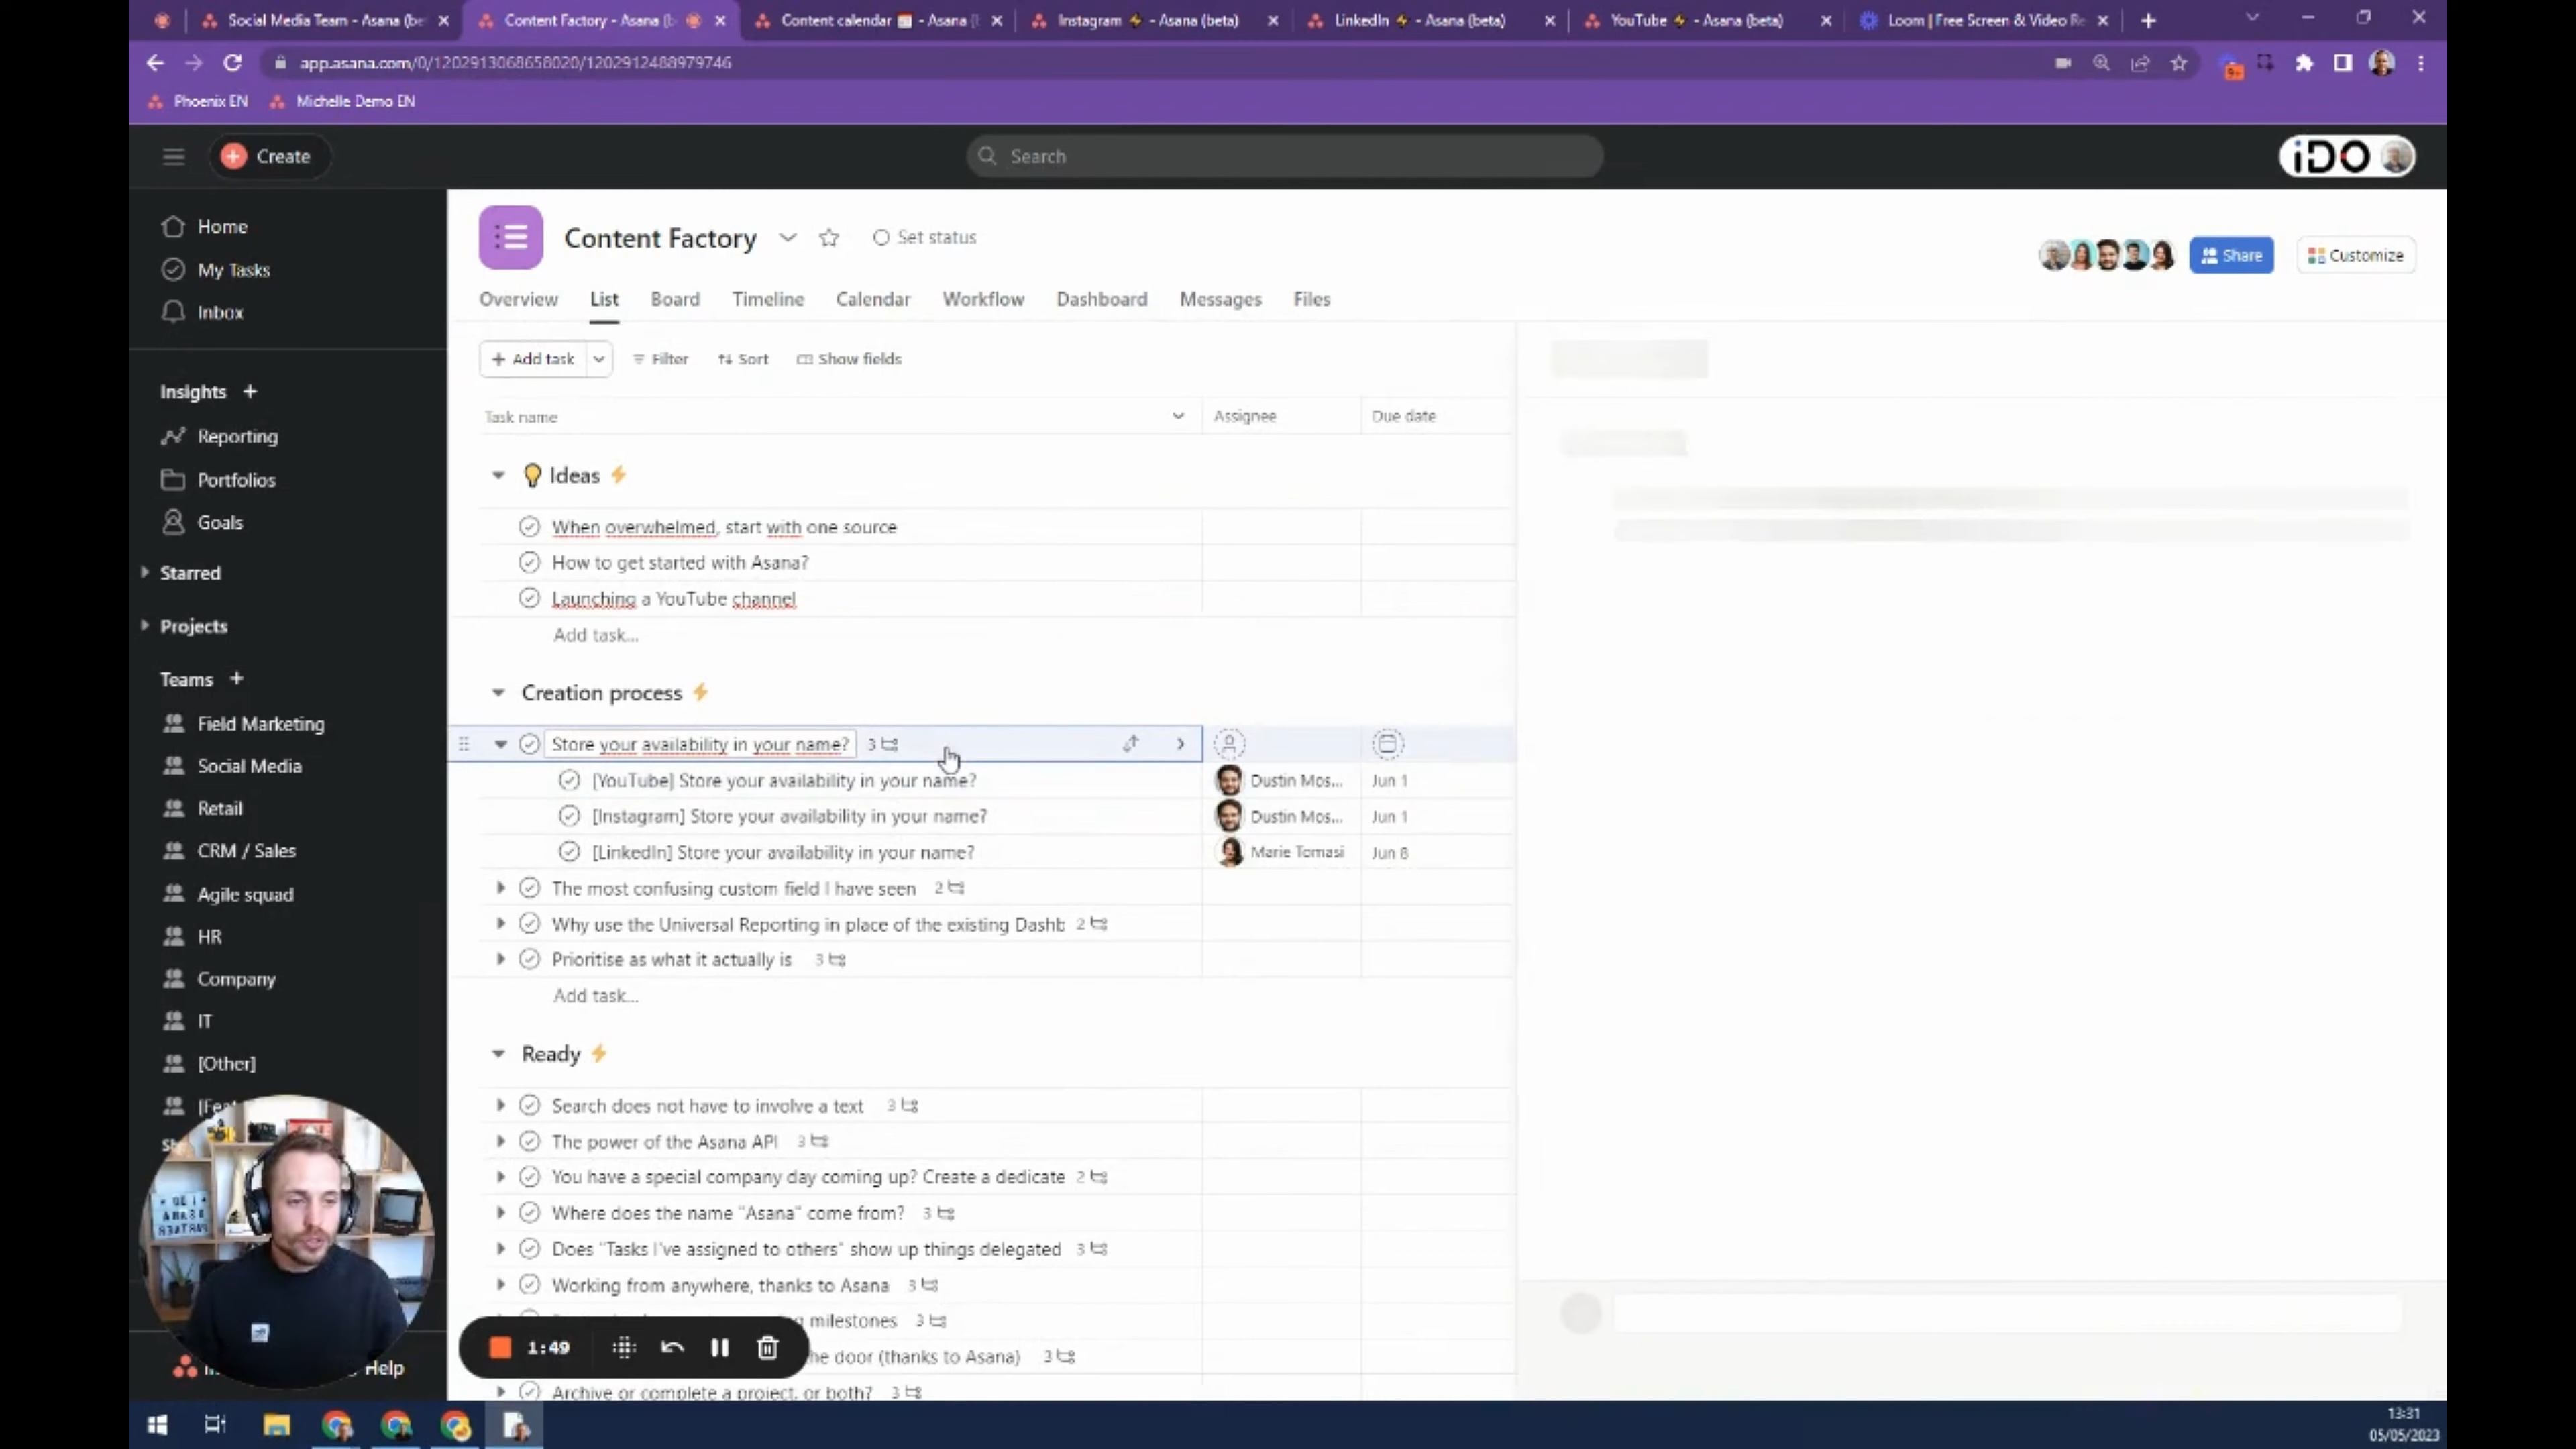 Social Media Team - Asana (be
Content Factory - Asana (b
Content calendar - Asana (
Instagram ⚡ - Asana (beta)
LinkedIn ⚡ - Asana (beta)
YouTube ⚡ - Asana (beta)
Loom | Free Screen & Video Re
app.asana.com/0/1202913068658020/1202912488979746
Phoenix EN
Michelle Demo EN
Create
Search
iDO
Home
My Tasks
Inbox
Insights +
Reporting
Portfolios
Goals
Starred
Projects
Teams +
Field Marketing
Social Media
Retail
CRM / Sales
Agile squad
HR
Company
IT
[Other]
Help
Content Factory
Set status
Share
Customize
Overview List Board Timeline Calendar Workflow Dashboard Messages Files
+ Add task Filter Sort Show fields
Task name Assignee Due date
💡 Ideas ⚡
When overwhelmed, start with one source
How to get started with Asana?
Launching a YouTube channel
Add task...
Creation process ⚡
Store your availability in your name? 3
[YouTube] Store your availability in your name? Dustin Mos... Jun 1
[Instagram] Store your availability in your name? Dustin Mos... Jun 1
[LinkedIn] Store your availability in your name? Marie Tomasi Jun 8
The most confusing custom field I have seen 2
Why use the Universal Reporting in place of the existing Dashb 2
Prioritise as what it actually is 3
Add task...
Ready ⚡
Search does not have to involve a text 3
The power of the Asana API 3
You have a special company day coming up? Create a dedicate 2
Where does the name "Asana" come from? 3
Does "Tasks I've assigned to others" show up things delegated 3
Working from anywhere, thanks to Asana 3
milestones 3
he door (thanks to Asana) 3
Archive or complete a project, or both? 3
1:49
13:31
05/05/2023